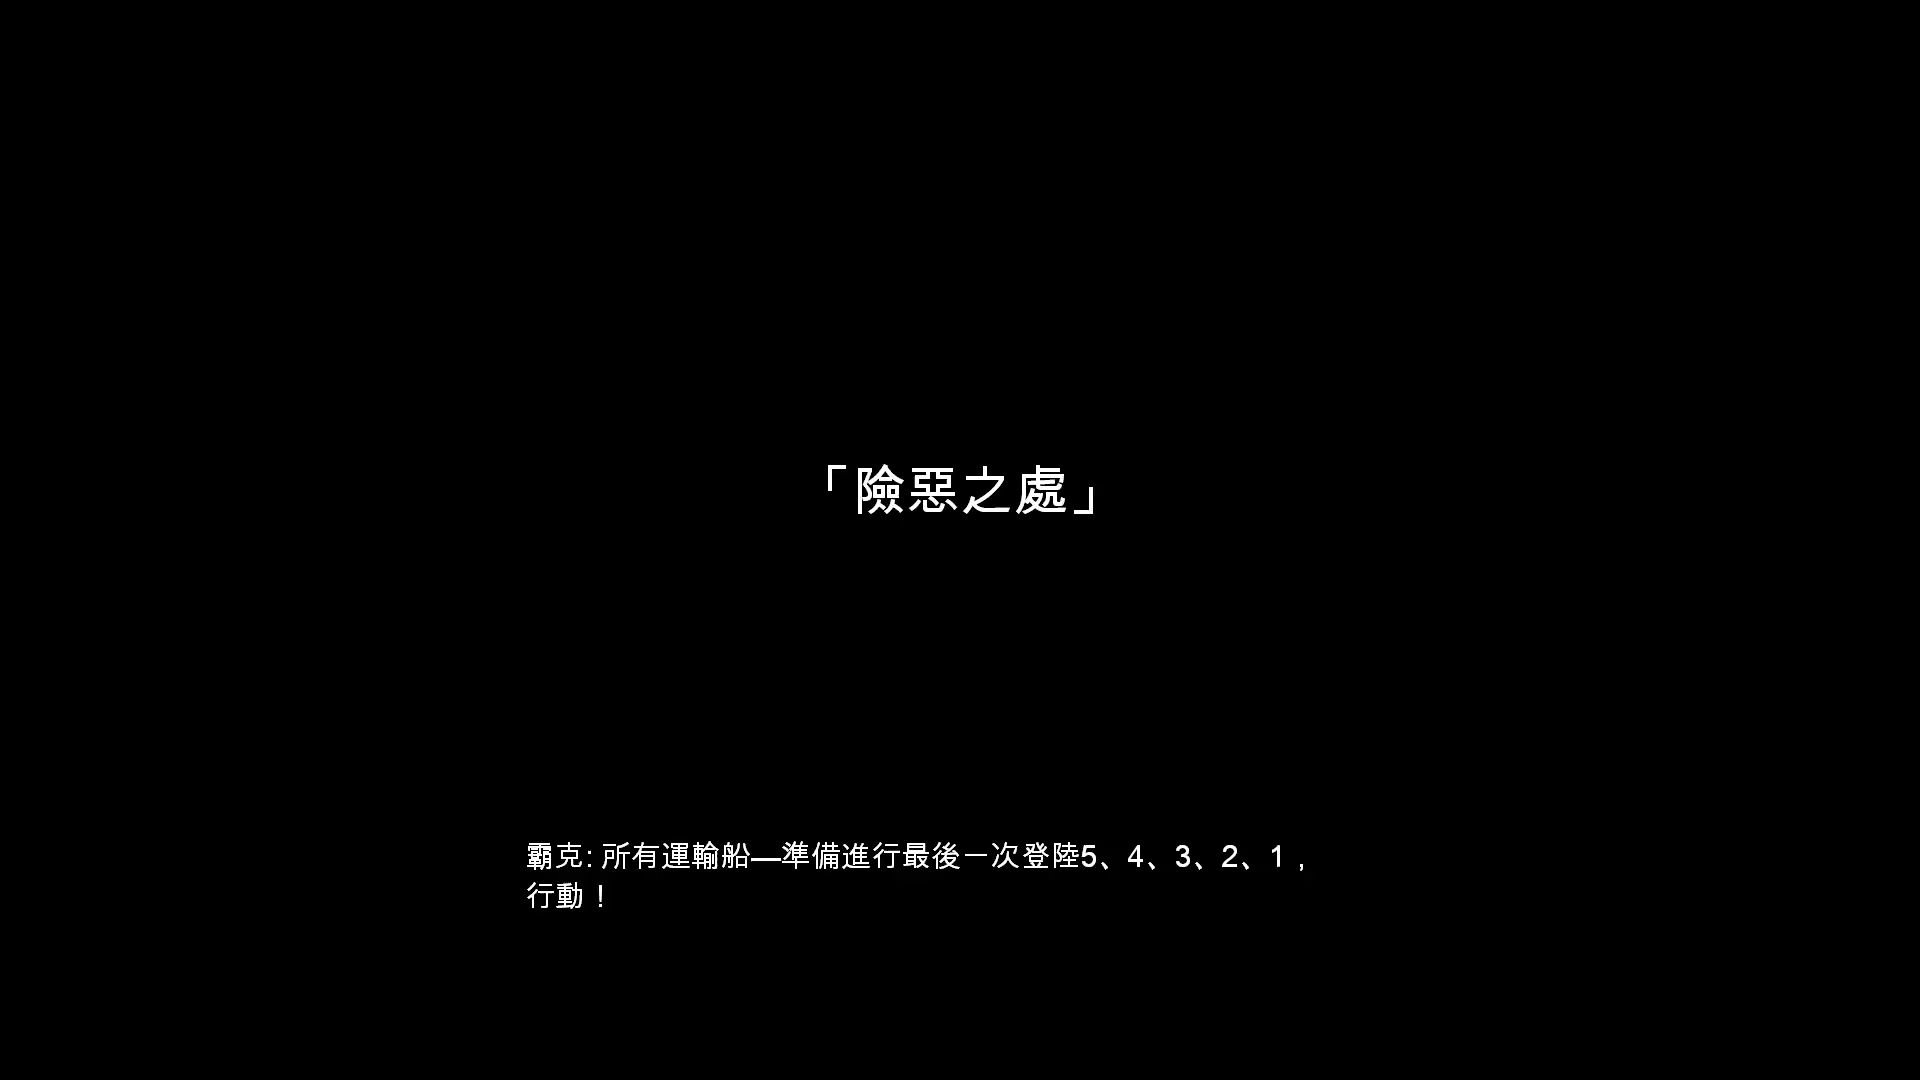 「險惡之處」
霸克: 所有運輸船—準備進行最後一次登陸5、4、3、2、1，
行動！